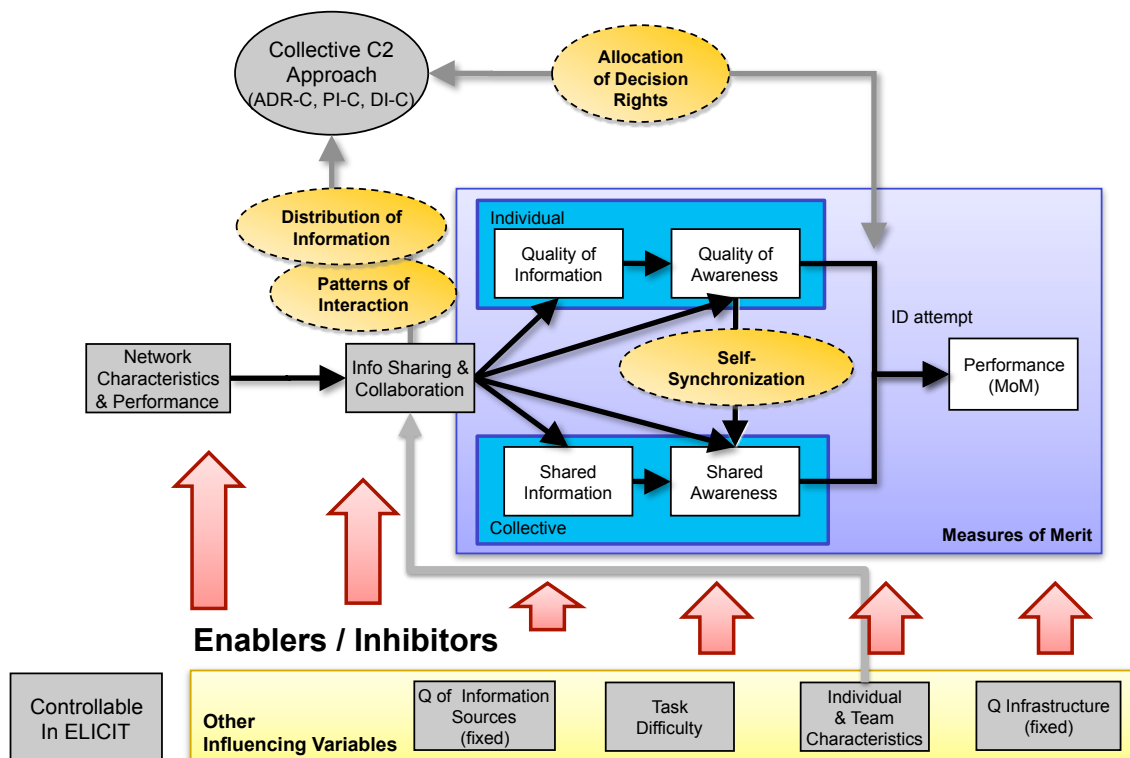 Collective C2
Approach
(ADR-C, PI-C, DI-C)
Allocation
of Decision
Rights
Distribution of
Information
Patterns of
Interaction
Individual
Quality of
Information
Quality of
Awareness
ID attempt
Network
Characteristics
& Performance
Info Sharing &
Collaboration
Self-
Synchronization
Performance
(MoM)
Shared
Information
Shared
Awareness
Collective
Measures of Merit
Enablers / Inhibitors
Controllable
In ELICIT
Other
Influencing Variables
Q of Information
Sources
(fixed)
Task
Difficulty
Individual
& Team
Characteristics
Q Infrastructure
(fixed)